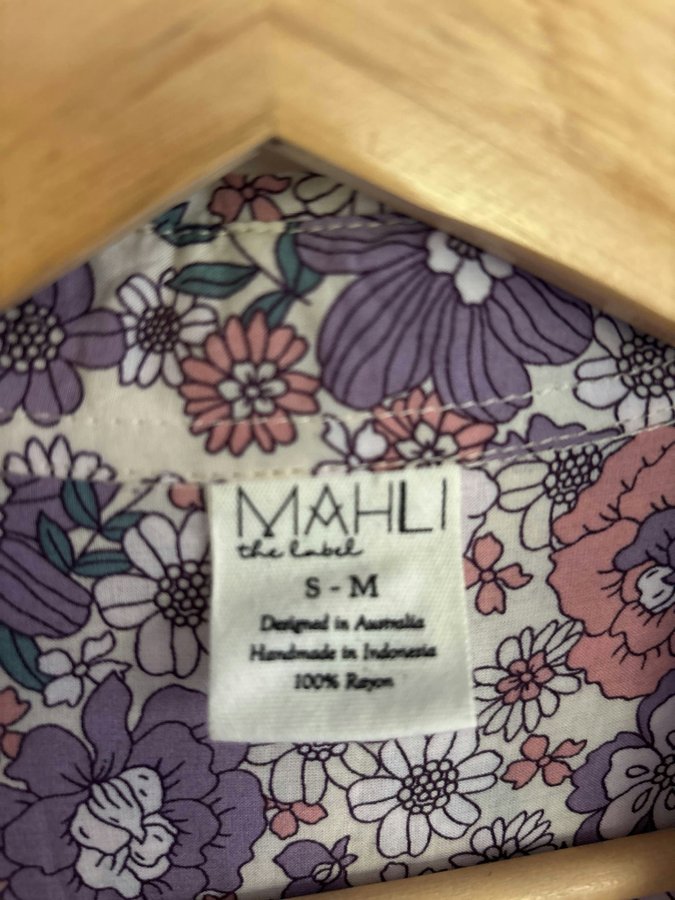 MAHLI
the label
S - M
Designed in Australia
Handmade in Indonesia
100% Rayon